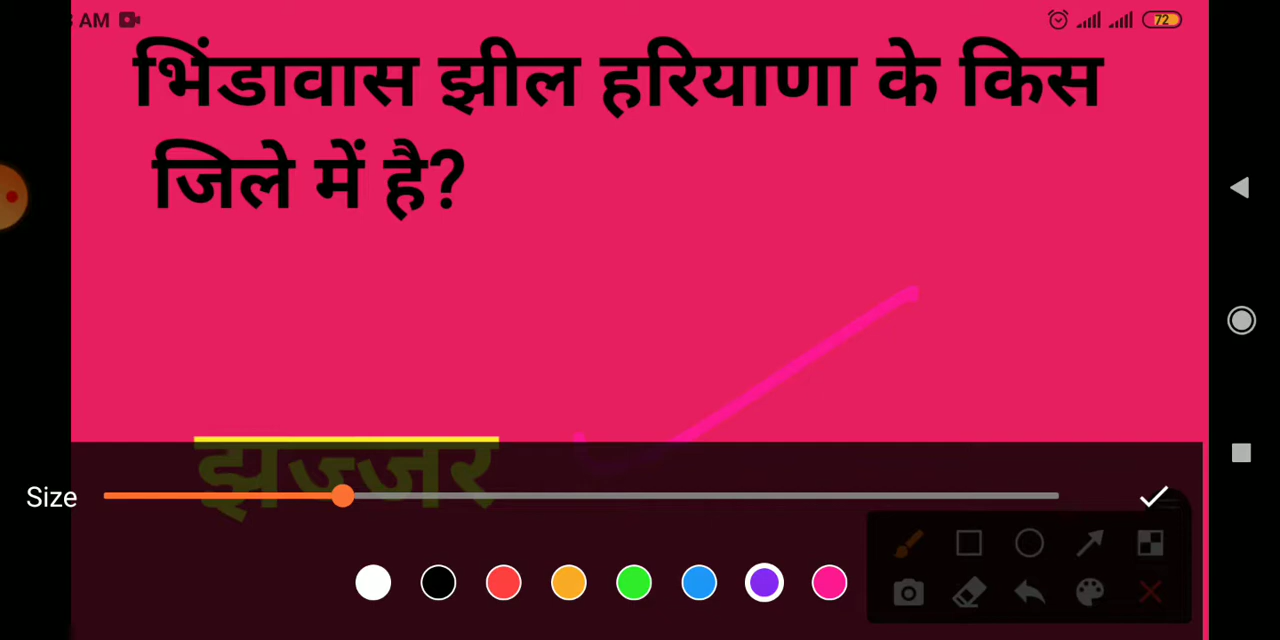 AM
72
भिंडावास झील हरियाणा के किस
जिले में है?
झज्जर
Size